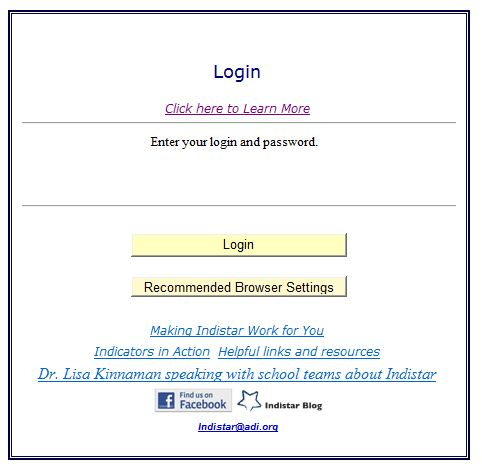 Login
Click here to Learn More
Enter your login and password.
Login
Recommended Browser Settings
Making Indistar Work for You
Indicators in Action Helpful links and resources
Dr. Lisa Kinnaman speaking with school teams about Indistar
Find us on
Facebook
Indistar Blog
Indistar@adi.org